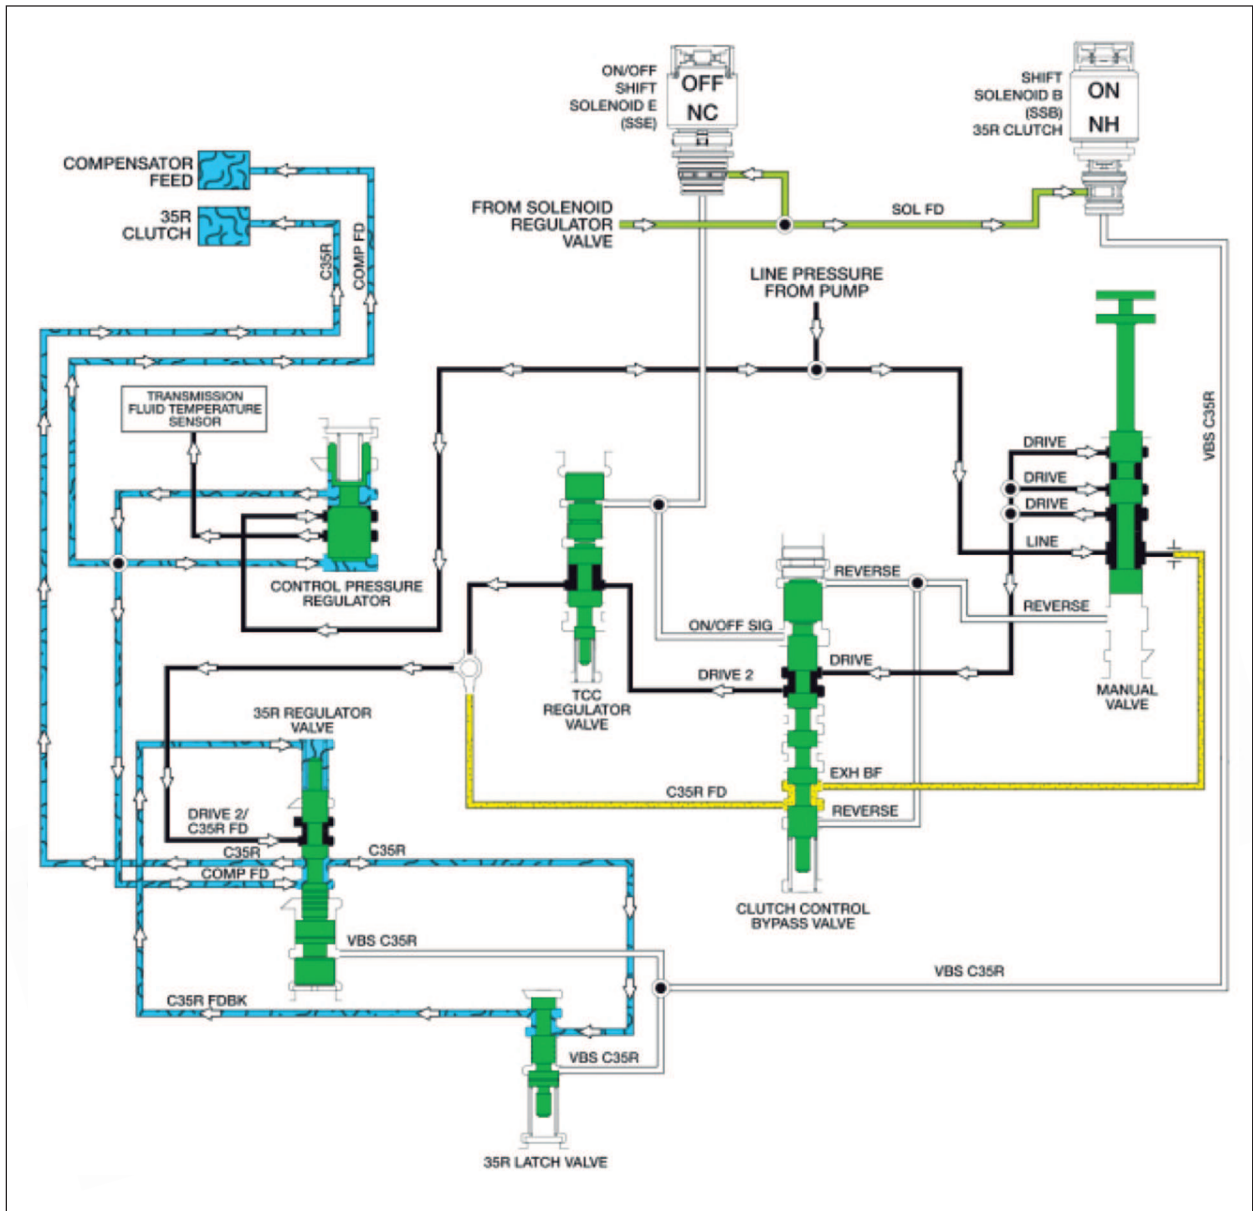 ON/OFF
SHIFT
SOLENOID E
(SSE)
OFF
NC
SHIFT
SOLENOID B
(SSB)
35R CLUTCH
ON
NH
COMPENSATOR
FEED
35R
CLUTCH
C35R
COMP FD
FROM SOLENOID
REGULATOR
VALVE
SOL FD
LINE PRESSURE
FROM PUMP
VBS C35R
TRANSMISSION
FLUID TEMPERATURE
SENSOR
DRIVE
DRIVE
DRIVE
LINE
CONTROL PRESSURE
REGULATOR
REVERSE
REVERSE
ON/OFF SIG
DRIVE
DRIVE 2
MANUAL
VALVE
TCC
REGULATOR
VALVE
35R REGULATOR
VALVE
EXH BF
C35R FD
REVERSE
DRIVE 2/
C35R FD
C35R
C35R
COMP FD
CLUTCH CONTROL
BYPASS VALVE
VBS C35R
VBS C35R
C35R FDBK
VBS C35R
35R LATCH VALVE